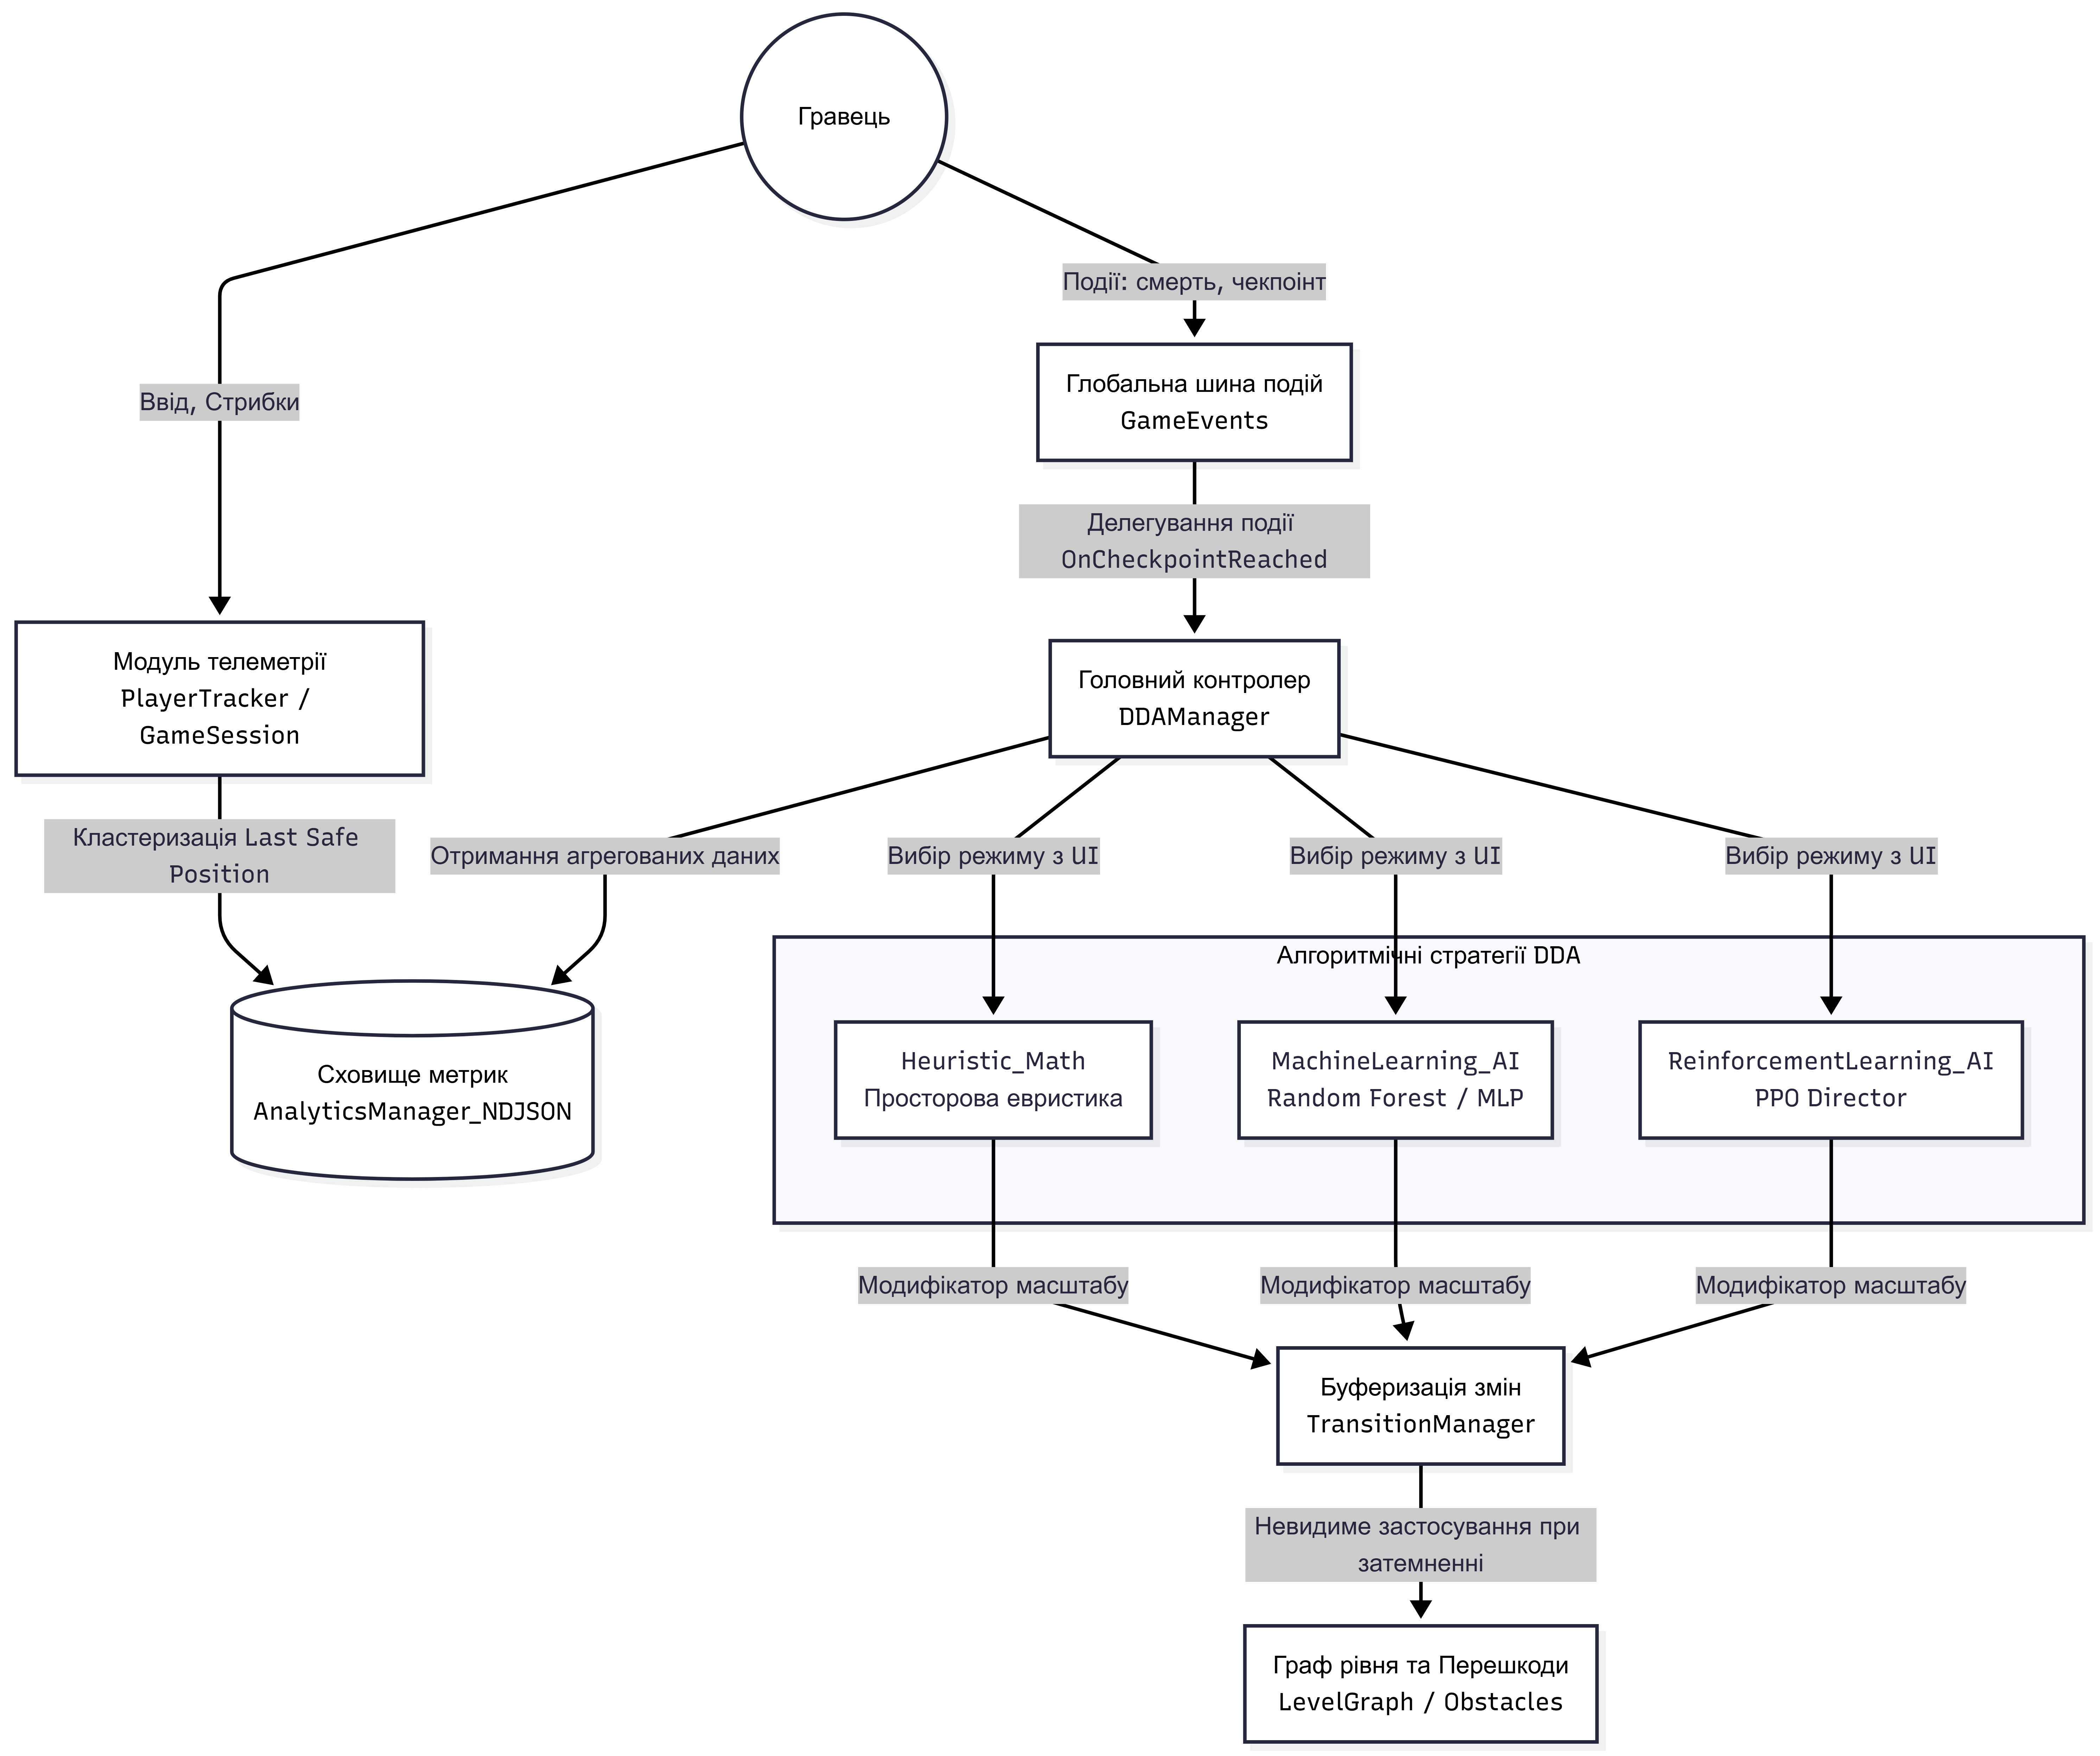 Гравець
Події: смерть, чекпоінт
Ввід, Стрибки
Глобальна шина подій
GameEvents
Делегування події
OnCheckpointReached
Модуль телеметрії
PlayerTracker /
GameSession
Головний контролер
DDAManager
Кластеризація Last Safe
Position
Отримання агрегованих даних
Вибір режиму з UI
Вибір режиму з UI
Вибір режиму з UI
Алгоритмічні стратегії DDA
Сховище метрик
AnalyticsManager_NDJSON
Heuristic_Math
Просторова евристика
MachineLearning_AI
Random Forest / MLP
ReinforcementLearning_AI
PPO Director
Модифікатор масштабу
Модифікатор масштабу
Модифікатор масштабу
Буферизація змін
TransitionManager
Невидиме застосування при
затемненні
Граф рівня та Перешкоди
LevelGraph / Obstacles